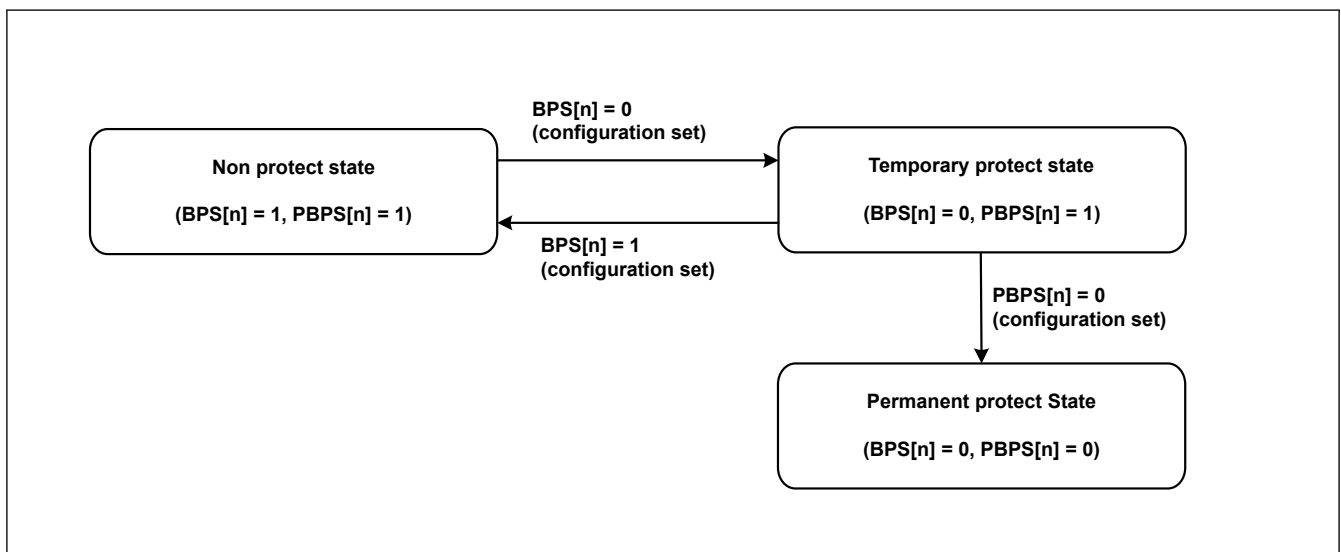 BPS[n] = 0
(configuration set)
Non protect state
(BPS[n] = 1, PBPS[n] = 1)
Temporary protect state
(BPS[n] = 0, PBPS[n] = 1)
BPS[n] = 1
(configuration set)
PBPS[n] = 0
(configuration set)
Permanent protect State
(BPS[n] = 0, PBPS[n] = 0)